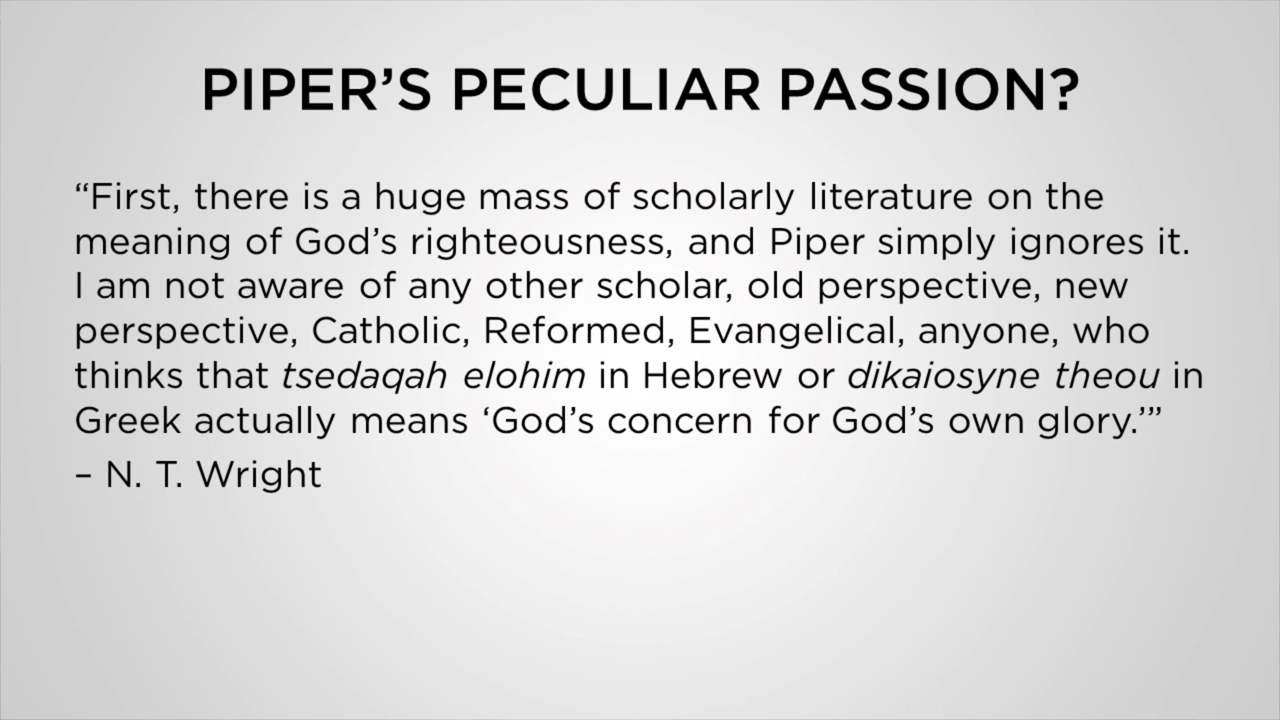 PIPER’S PECULIAR PASSION?
“First, there is a huge mass of scholarly literature on the
meaning of God’s righteousness, and Piper simply ignores it.
I am not aware of any other scholar, old perspective, new
perspective, Catholic, Reformed, Evangelical, anyone, who
thinks that tsedaqah elohim in Hebrew or dikaiosyne theou in
Greek actually means ‘God’s concern for God’s own glory.’”
– N. T. Wright